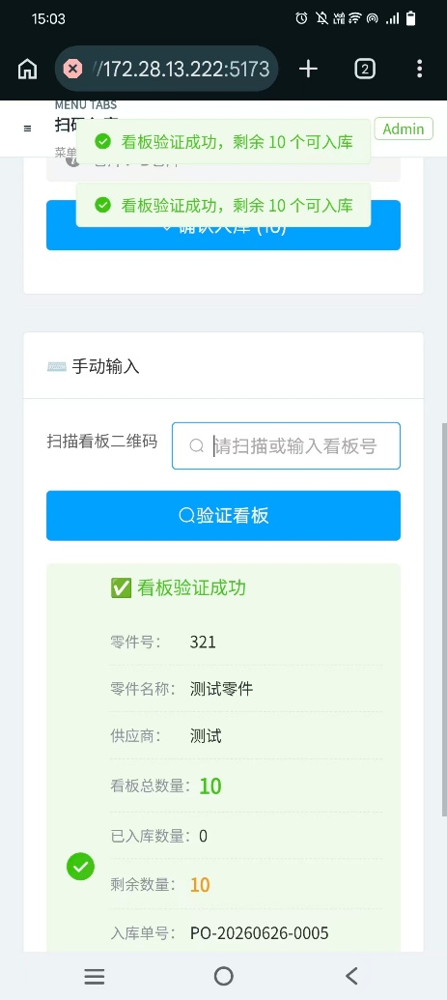 15:03
//172.28.13.222:5173
2
MENU TABS
Admin
菜单
看板验证成功，剩余 10 个可入库
看板验证成功，剩余 10 个可入库
确认入库 (10)
手动输入
扫描看板二维码
请扫描或输入看板号
验证看板
看板验证成功
零件号： 321
零件名称： 测试零件
供应商： 测试
看板总数量： 10
已入库数量： 0
剩余数量： 10
入库单号： PO-20260626-0005